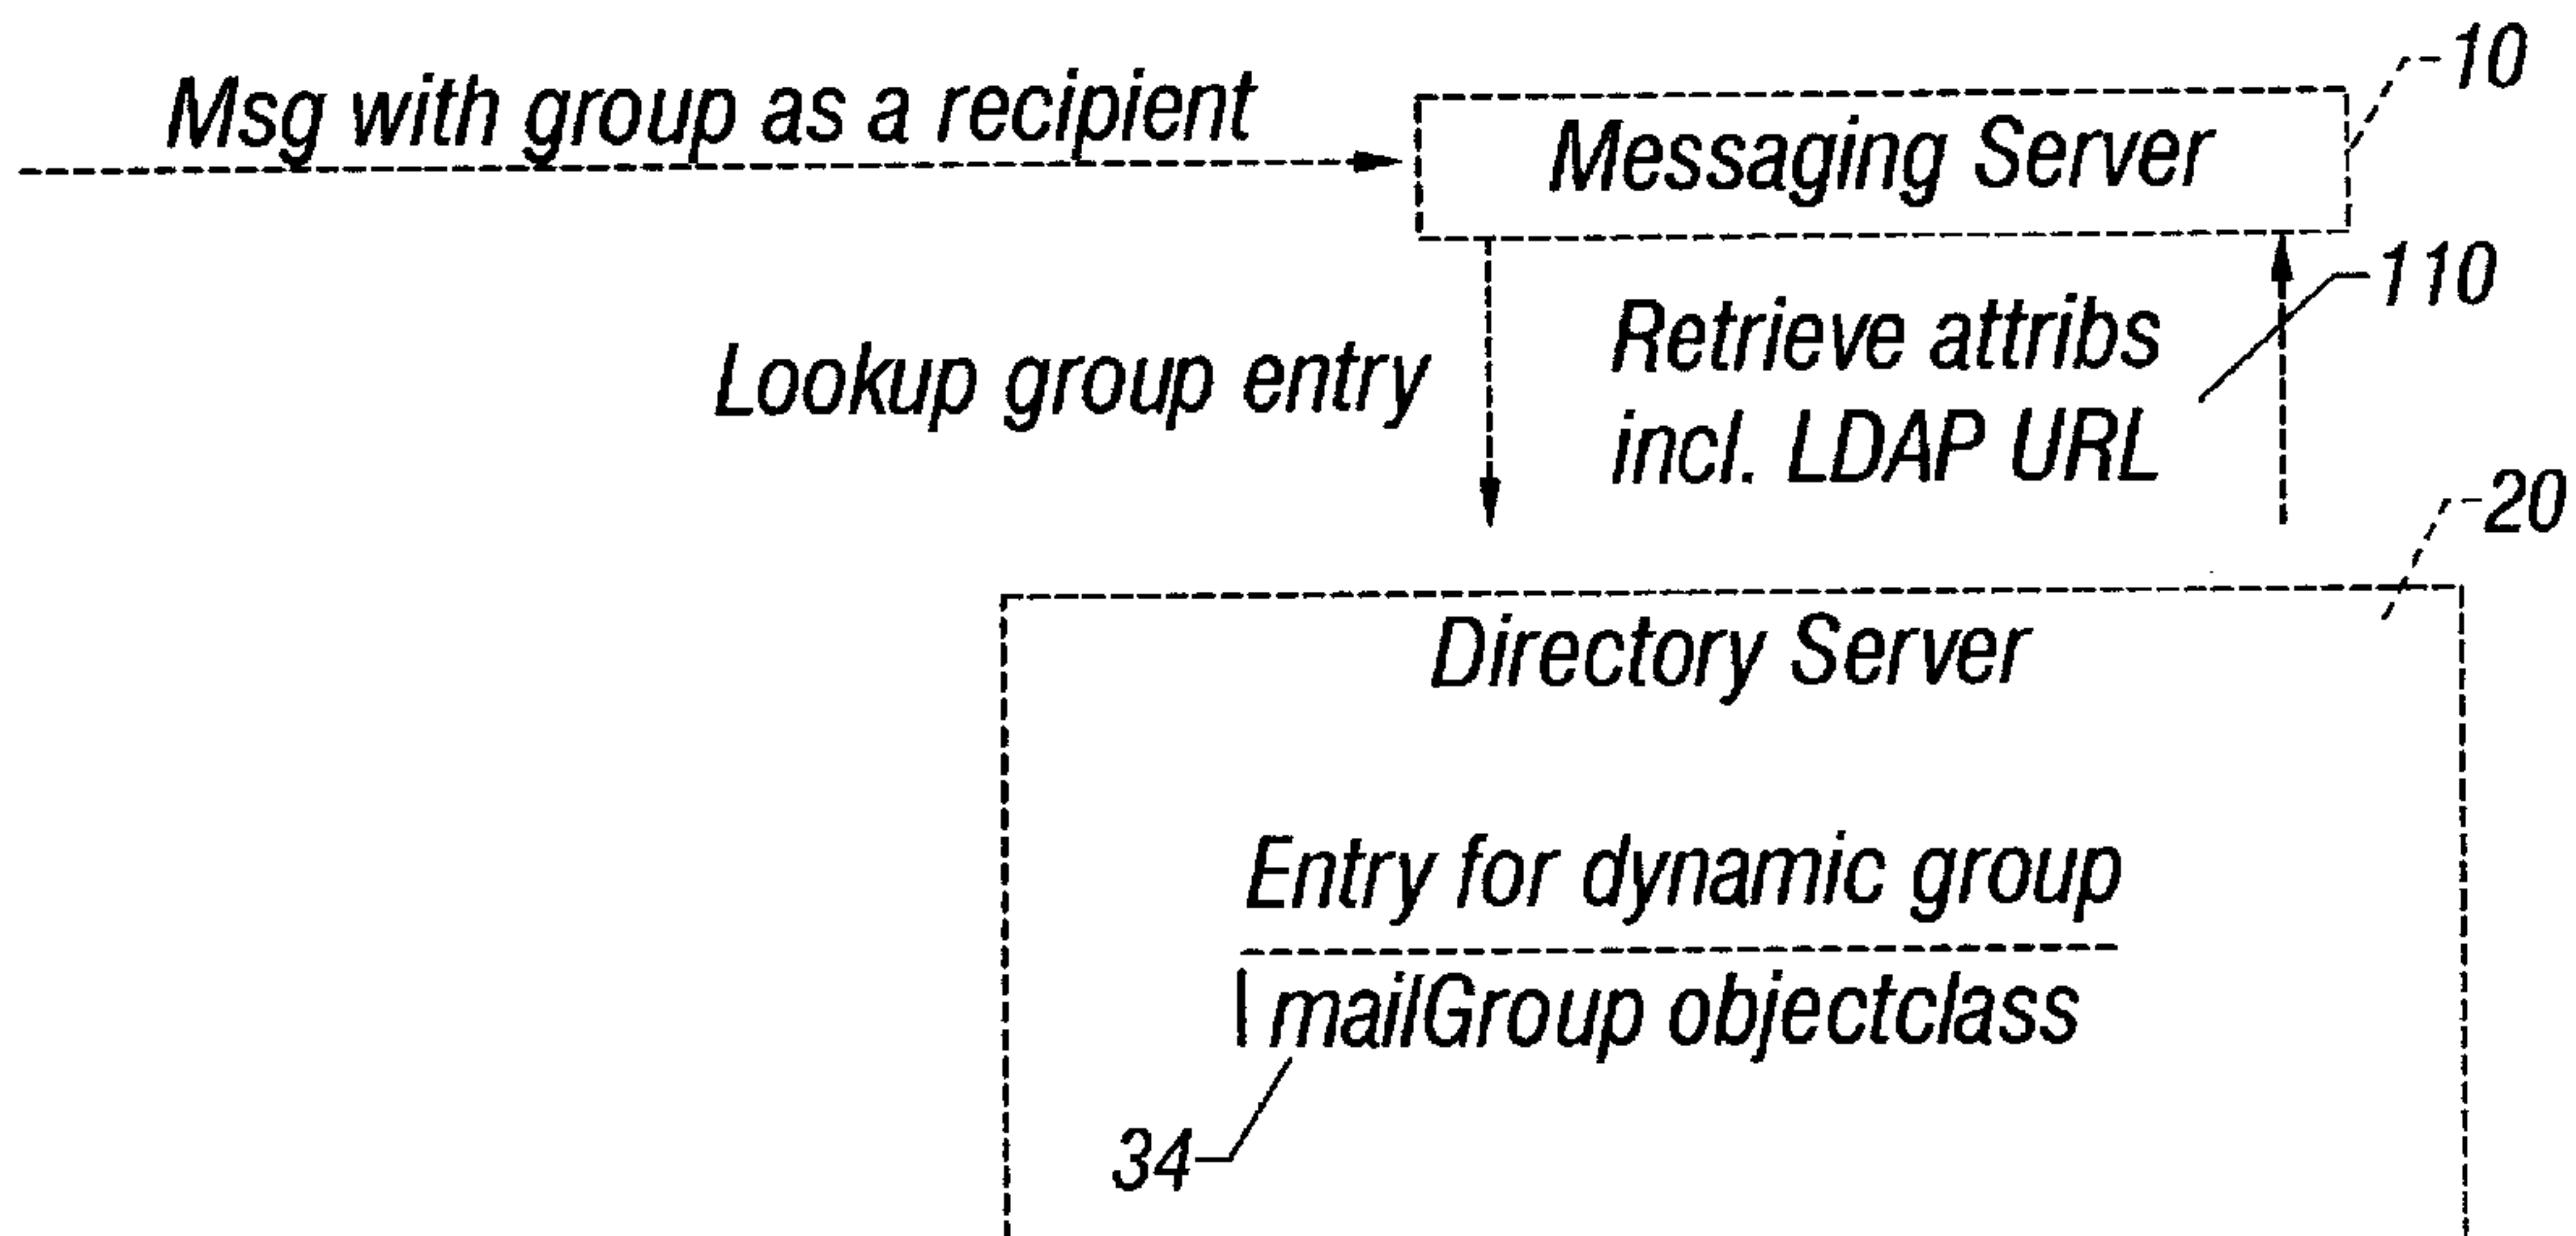 10
Msg with group as a recipient
Messaging Server
110
Lookup group entry
Retrieve attribs
incl. LDAP URL
20
Directory Server
Entry for dynamic group
mailGroup objectclass
34